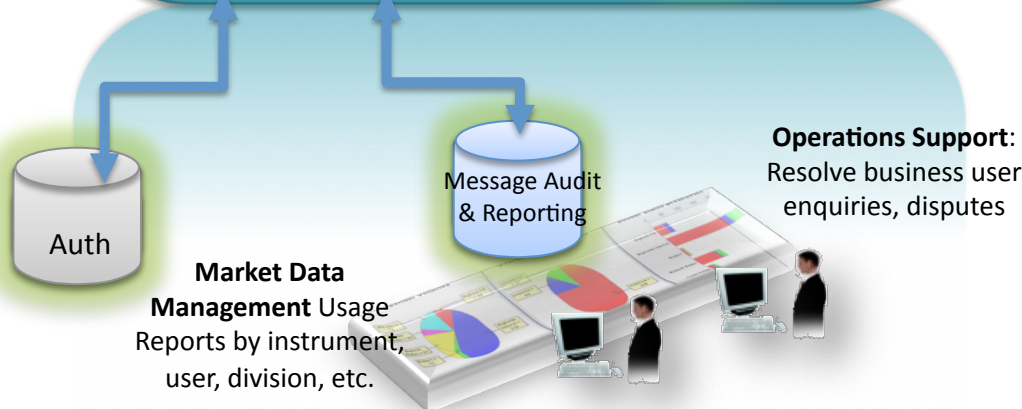 Message Audit
& Reporting
Operations Support:
Resolve business user
enquiries, disputes
Auth
Market Data
Management Usage
Reports by instrument,
user, division, etc.